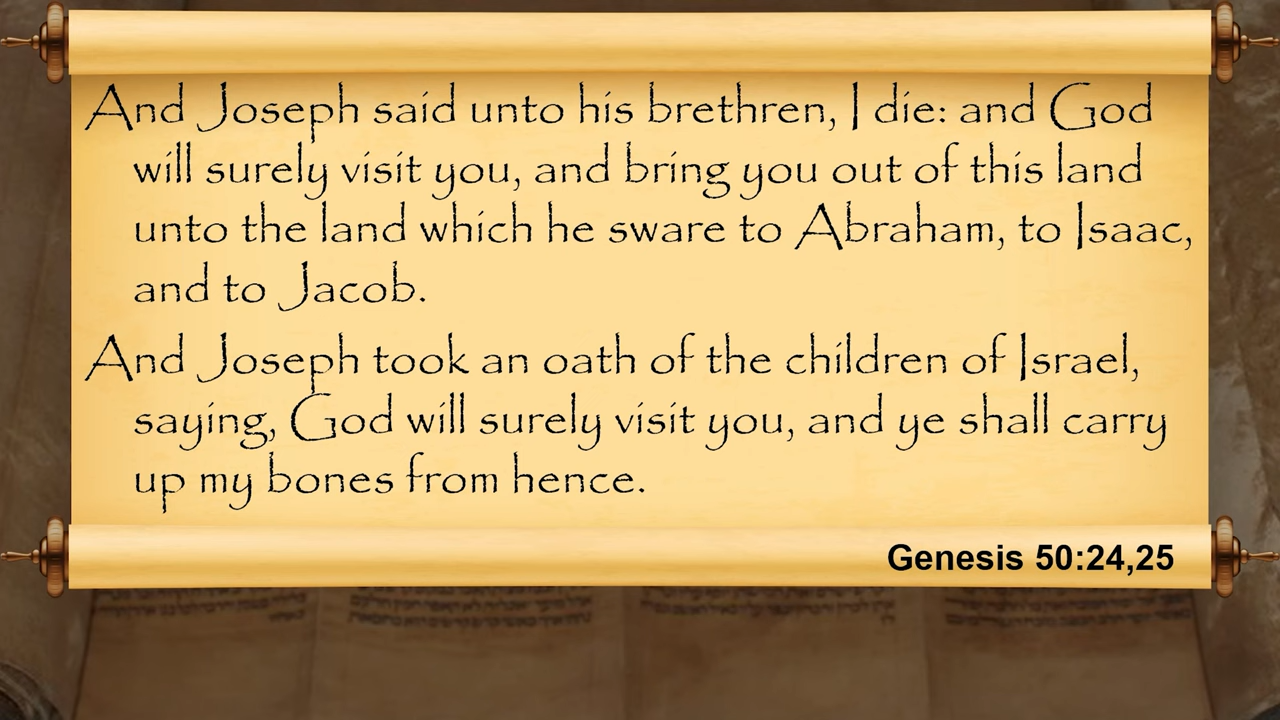 And Joseph said unto his brethren, I die: and God
will surely visit you, and bring you out of this land
unto the land which he sware to Abraham, to Isaac,
and to Jacob.
And Joseph took an oath of the children of Israel,
saying, God will surely visit you, and ye shall carry
up my bones from hence.
Genesis 50:24,25